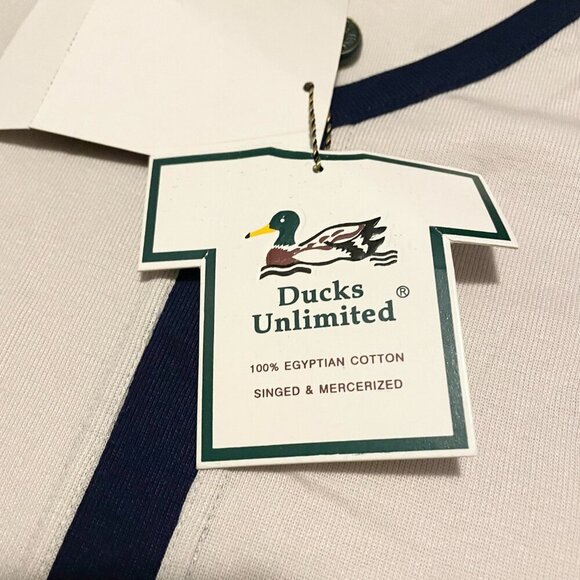 Ducks
Unlimited ®
100% EGYPTIAN COTTON
SINGED & MERCERIZED